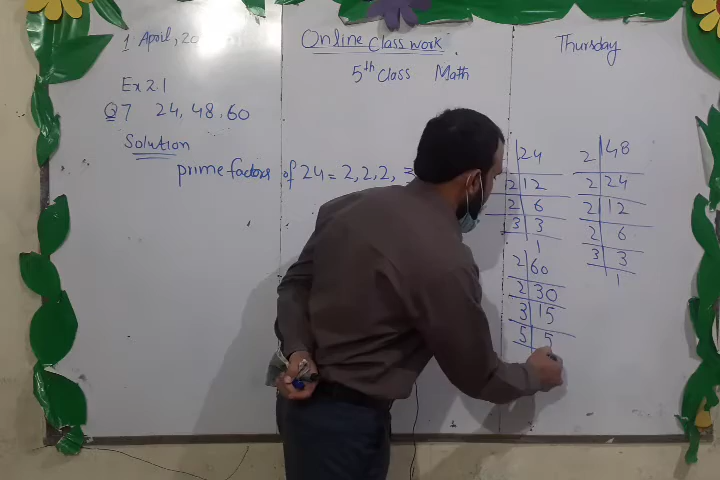 1 April, 20
Online Class work
Thursday
5th Class Math
Ex 2.1
Q7 24, 48, 60
Solution
prime factors of 24 = 2, 2, 2,
24
2 12
2 6
3 3
1
2 48
2 24
2 12
2 6
3 3
1
2 60
2 30
3 15
5 5